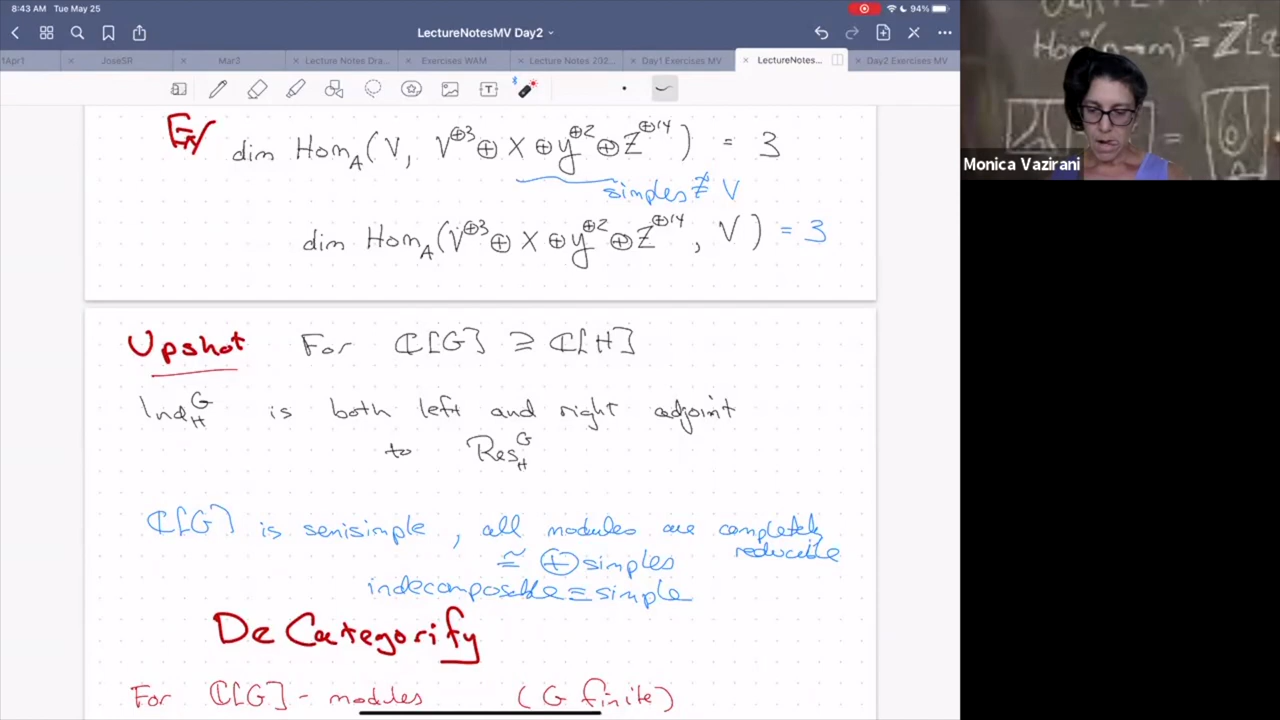 8:43 AM Tue May 25
94%
LectureNotesMV Day2
1Apr1
JoseSR
Mar3
Lecture Notes Dra...
Exercises WAM
Lecture Notes 202...
Day1 Exercises MV
LectureNotes...
Day2 Exercises MV
Monica Vazirani
Ex/ dim Hom_A(V, V^{⊕3} ⊕ X ⊕ Y^{⊕2} ⊕ Z^{⊕14}) = 3
simples ≇ V
dim Hom_A(V^{⊕3} ⊕ X ⊕ Y^{⊕2} ⊕ Z^{⊕14}, V) = 3
Upshot For ℂ[G] ⊇ ℂ[H]
Ind_H^G is both left and right adjoint
to Res_H^G
ℂ[G] is semisimple, all modules are completely
reducible
≅ ⊕ simples
indecomposable ≡ simple
DeCategorify
For ℂ[G]-modules (G finite)